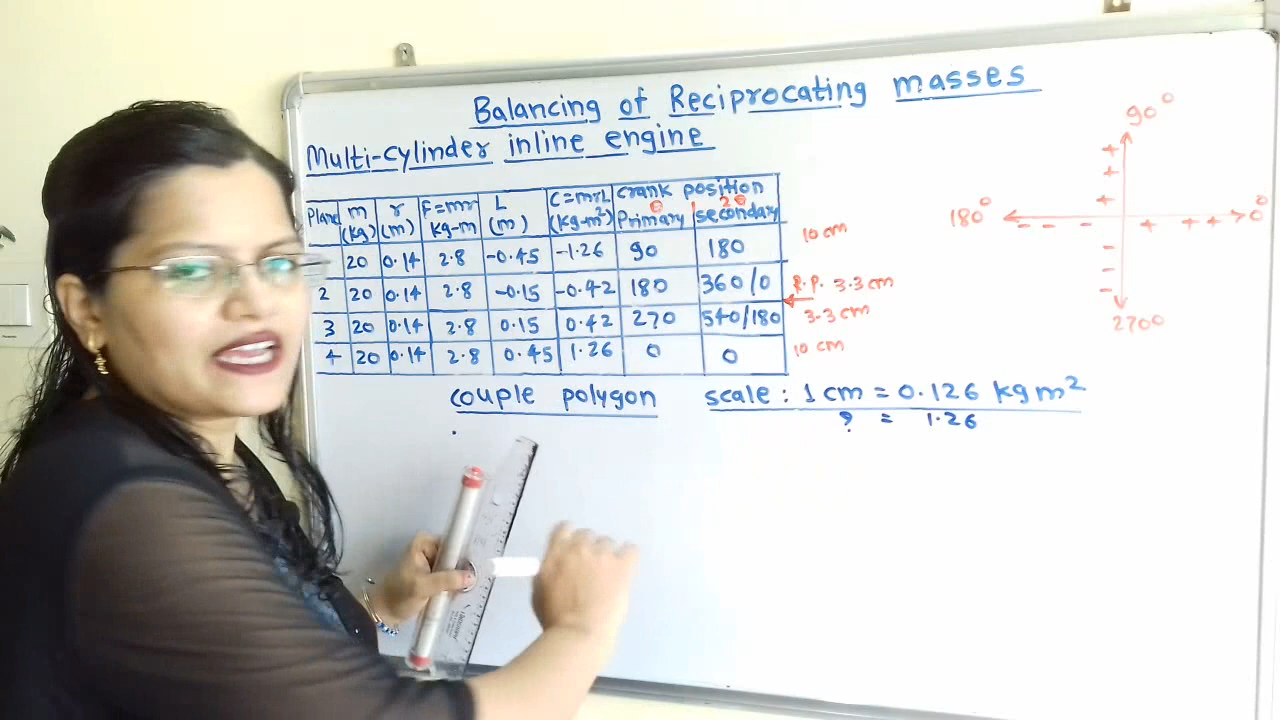 Balancing of Reciprocating masses
Multi-cylinder inline engine
Plane m (kg) r (m) F=mr kg-m L (m) C=mrL (kg-m²) crank position
Primary θ secondary 2θ
20 0.14 2.8 -0.45 -1.26 90 180
2 20 0.14 2.8 -0.15 -0.42 180 360/0
3 20 0.14 2.8 0.15 0.42 270 540/180
4 20 0.14 2.8 0.45 1.26 0 0
10 cm
R.P. 3.3 cm
3.3 cm
10 cm
couple polygon scale: 1 cm = 0.126 kg m²
? = 1.26
90°
+
+
+
180° - - - + + + 0°
-
-
-
270°